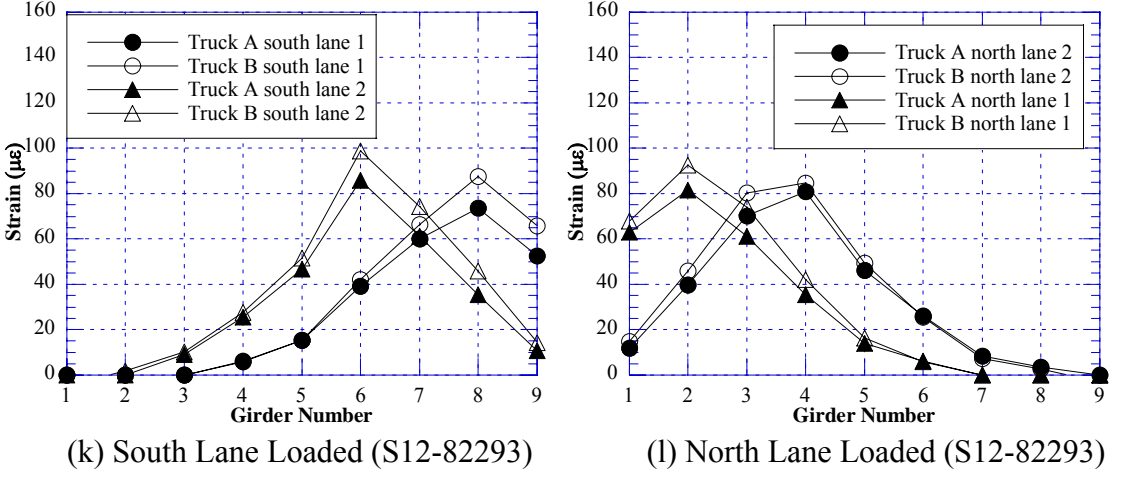 160
140
120
100
80
60
40
20
0
Strain (µε)
Truck A south lane 1
Truck B south lane 1
Truck A south lane 2
Truck B south lane 2
1 2 3 4 5 6 7 8 9
Girder Number
(k) South Lane Loaded (S12-82293)
160
140
120
100
80
60
40
20
0
Strain (µε)
Truck A north lane 2
Truck B north lane 2
Truck A north lane 1
Truck B north lane 1
1 2 3 4 5 6 7 8 9
Girder Number
(l) North Lane Loaded (S12-82293)